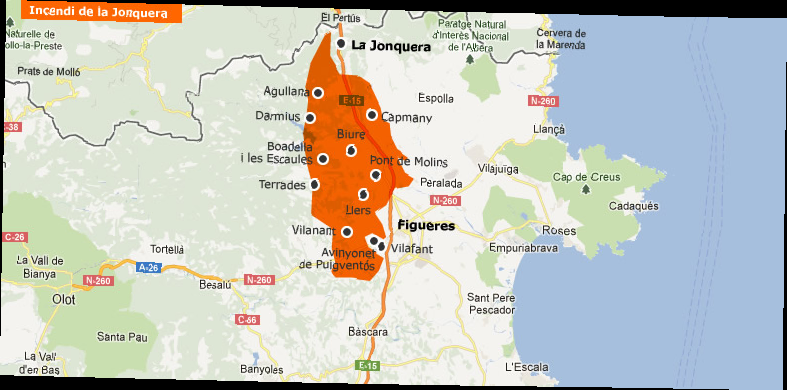 Incendi de la Jonquera
El Pertús
La Jonquera
Paratge Natural
d'Interès Nacional
de l'Albera
Cervera de
la Marenda
Naturelle de
ollo-la-Preste
Prats de Molló
Agullana
E-15
Espolla
N-260
Darnius
Capmany
C-38
Biure
Llançà
Boadella
i les Escaules
Pont de Molins
Vilajuïga
Cap de Creus
Terrades
Peralada
N-260
Cadaqués
Llers
Vilanant
Figueres
Roses
C-26
Tortellà
Vilafant
Empuriabrava
La Vall de
Bianya
A-26
Avinyonet
de Puigventós
N-260
Besalú
N-260
Olot
Sant Pere
Pescador
C-66
Santa Pau
Bàscara
La Vall
d'en Bas
Banyoles
E-15
L'Escala